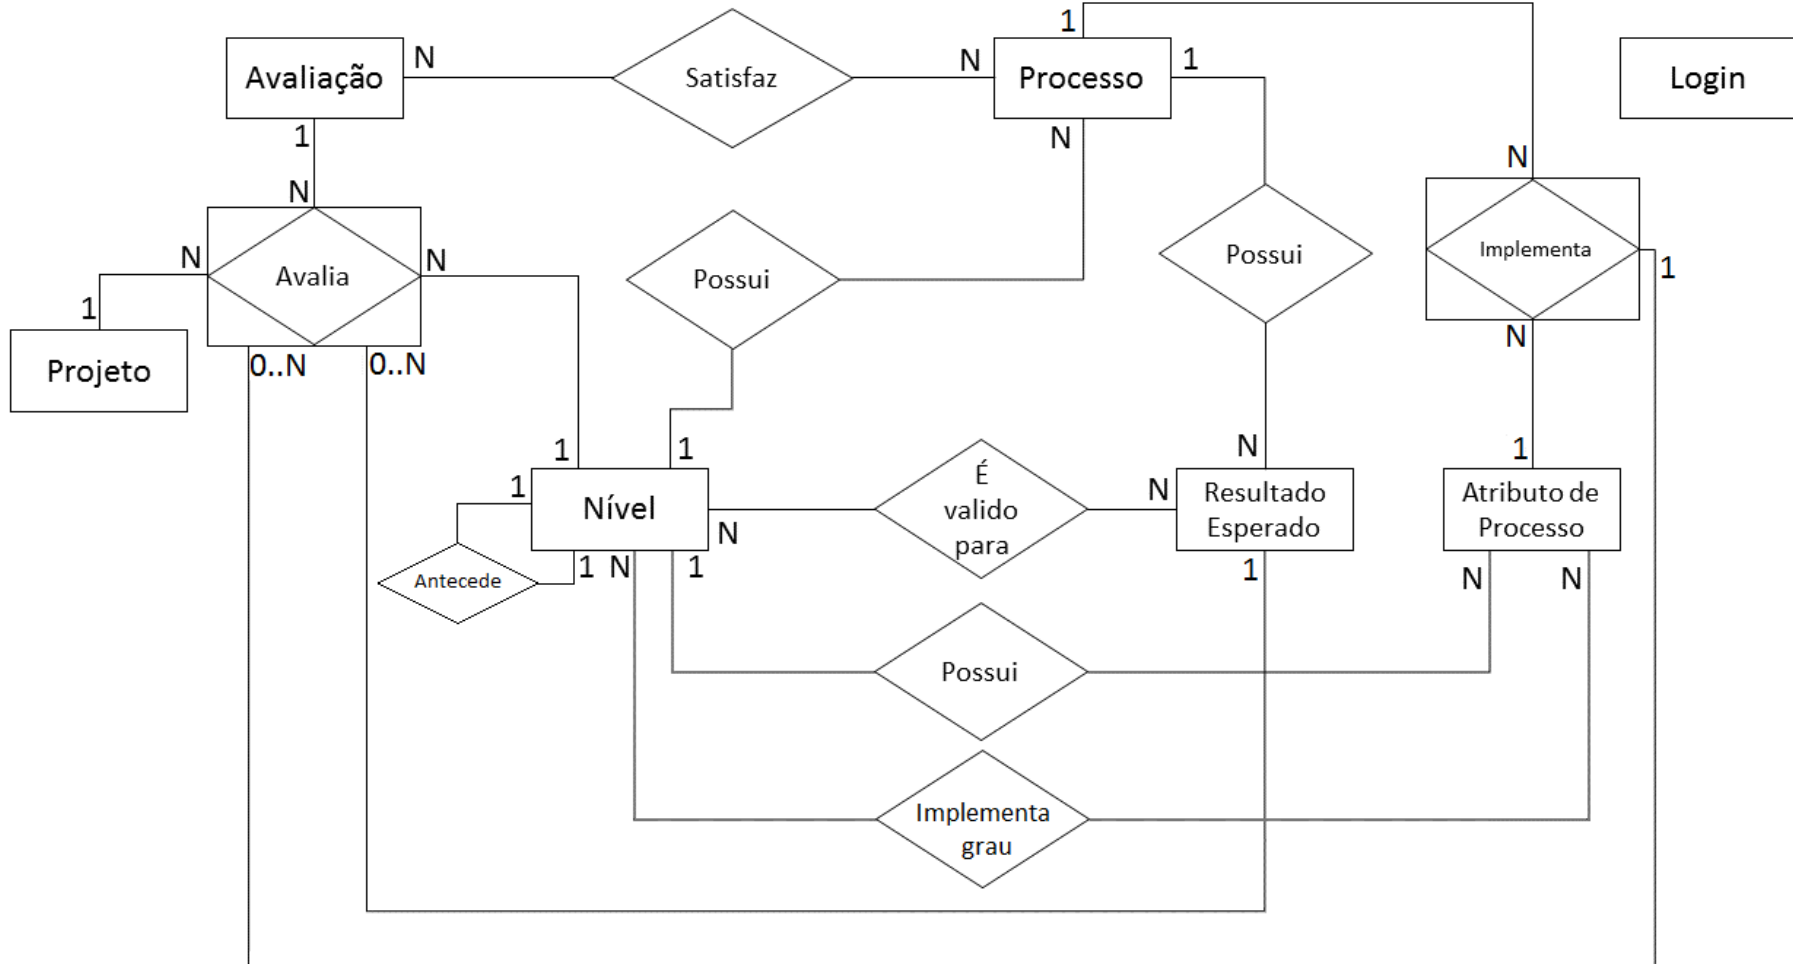 1
Avaliação
N
Satisfaz
N
Processo
1
Login
1
N
N
N
Avalia
N
N
Possui
Possui
Implementa
1
N
1
Projeto
0..N
0..N
N
1
1
1
N
1
Nível
N
É
valido
para
N
Resultado
Esperado
Atributo de
Processo
Antecede
1
N
1
1
N
N
Possui
Implementa
grau